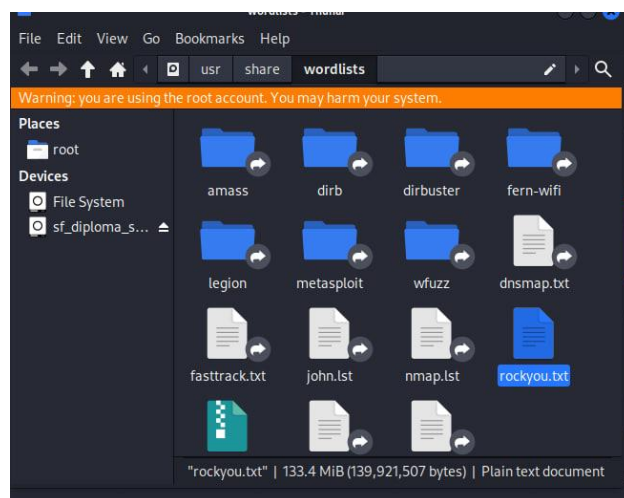 wordlists - Thunar
File Edit View Go Bookmarks Help
usr share wordlists
Warning: you are using the root account. You may harm your system.
Places
root
Devices
File System
sf_diploma_s...
amass dirb dirbuster fern-wifi
legion metasploit wfuzz dnsmap.txt
fasttrack.txt john.lst nmap.lst rockyou.txt
"rockyou.txt" | 133.4 MiB (139,921,507 bytes) | Plain text document